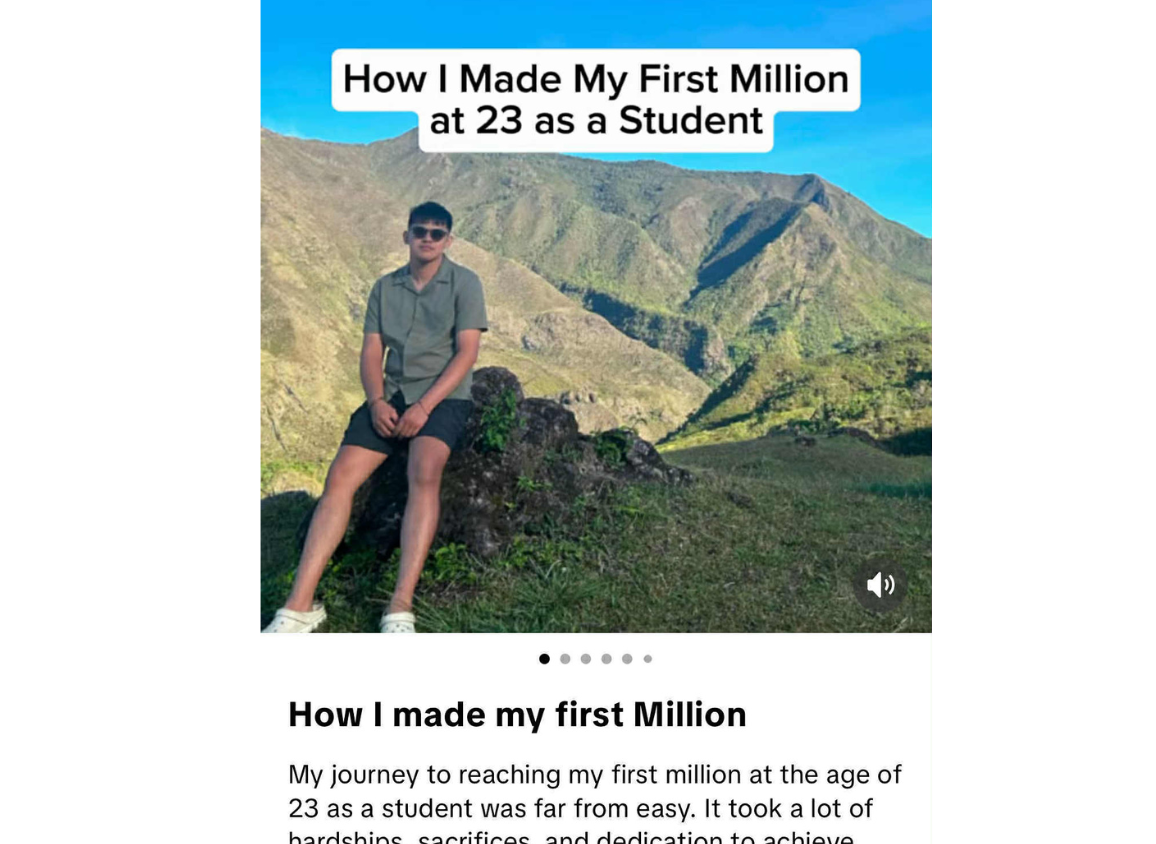 How I Made My First Million
at 23 as a Student
How I made my first Million
My journey to reaching my first million at the age of
23 as a student was far from easy. It took a lot of
hardships, sacrifices, and dedication to achieve